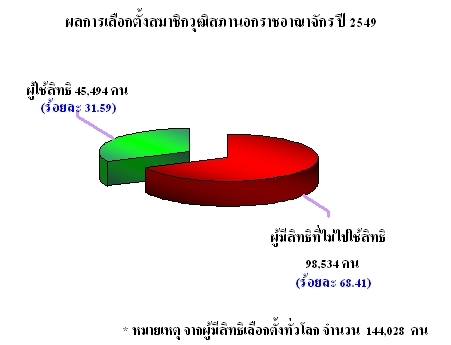 ผลการเลือกตั้งสมาชิกวุฒิสภานอกราชอาณาจักร ปี 2549
ผู้ใช้สิทธิ 45,494 คน
(ร้อยละ 31.59)
ผู้มีสิทธิที่ไม่ไปใช้สิทธิ
98,534 คน
(ร้อยละ 68.41)
* หมายเหตุ จากผู้มีสิทธิเลือกตั้งทั่วโลก จำนวน 144,028 คน